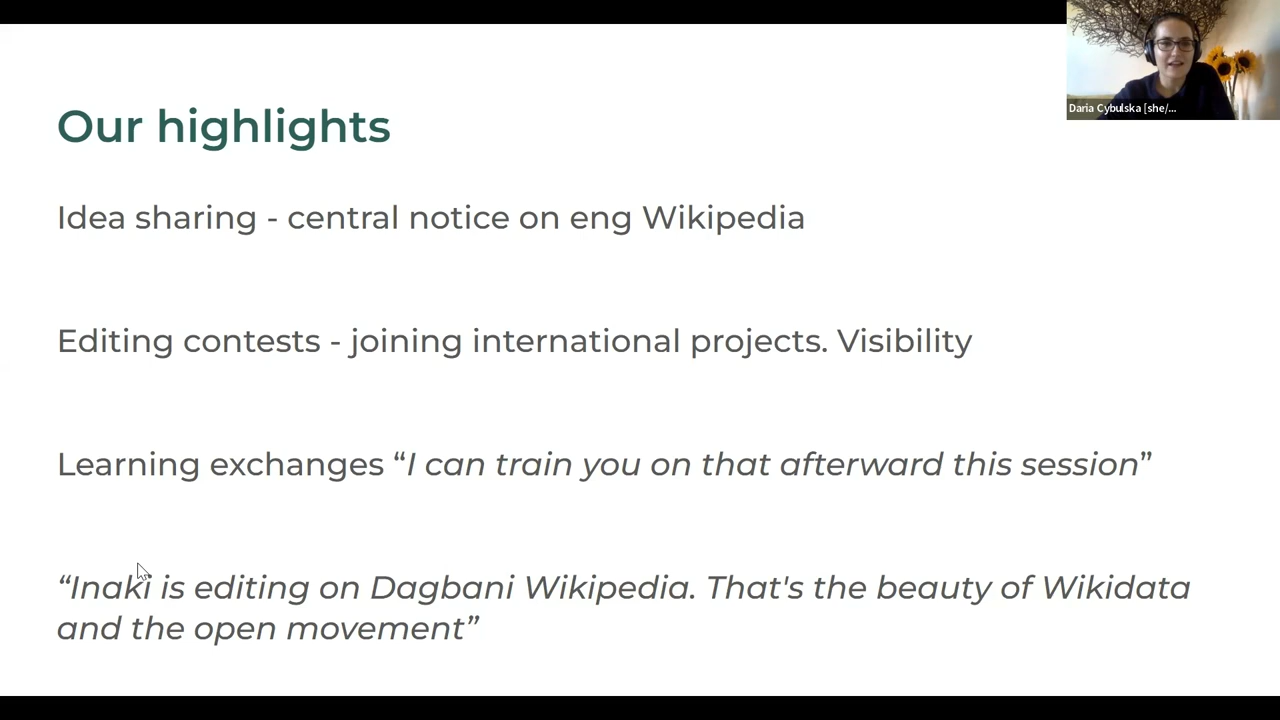 Our highlights
Idea sharing - central notice on eng Wikipedia
Editing contests - joining international projects. Visibility
Learning exchanges “I can train you on that afterward this session”
“Inaki is editing on Dagbani Wikipedia. That's the beauty of Wikidata
and the open movement”
Daria Cybulska [she/...